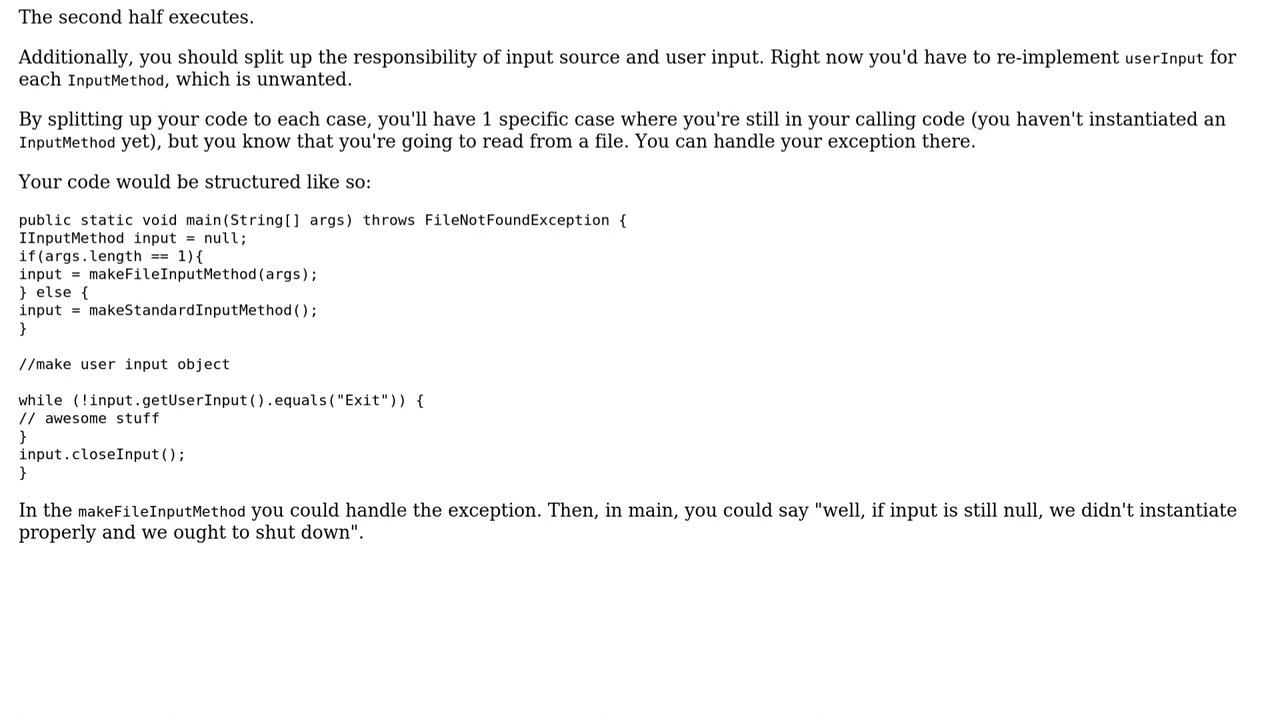 The second half executes.
Additionally, you should split up the responsibility of input source and user input. Right now you'd have to re-implement userInput for
each InputMethod, which is unwanted.
By splitting up your code to each case, you'll have 1 specific case where you're still in your calling code (you haven't instantiated an
InputMethod yet), but you know that you're going to read from a file. You can handle your exception there.
Your code would be structured like so:
public static void main(String[] args) throws FileNotFoundException {
IInputMethod input = null;
if(args.length == 1){
input = makeFileInputMethod(args);
} else {
input = makeStandardInputMethod();
}
//make user input object
while (!input.getUserInput().equals("Exit")) {
// awesome stuff
}
input.closeInput();
}
In the makeFileInputMethod you could handle the exception. Then, in main, you could say "well, if input is still null, we didn't instantiate
properly and we ought to shut down".